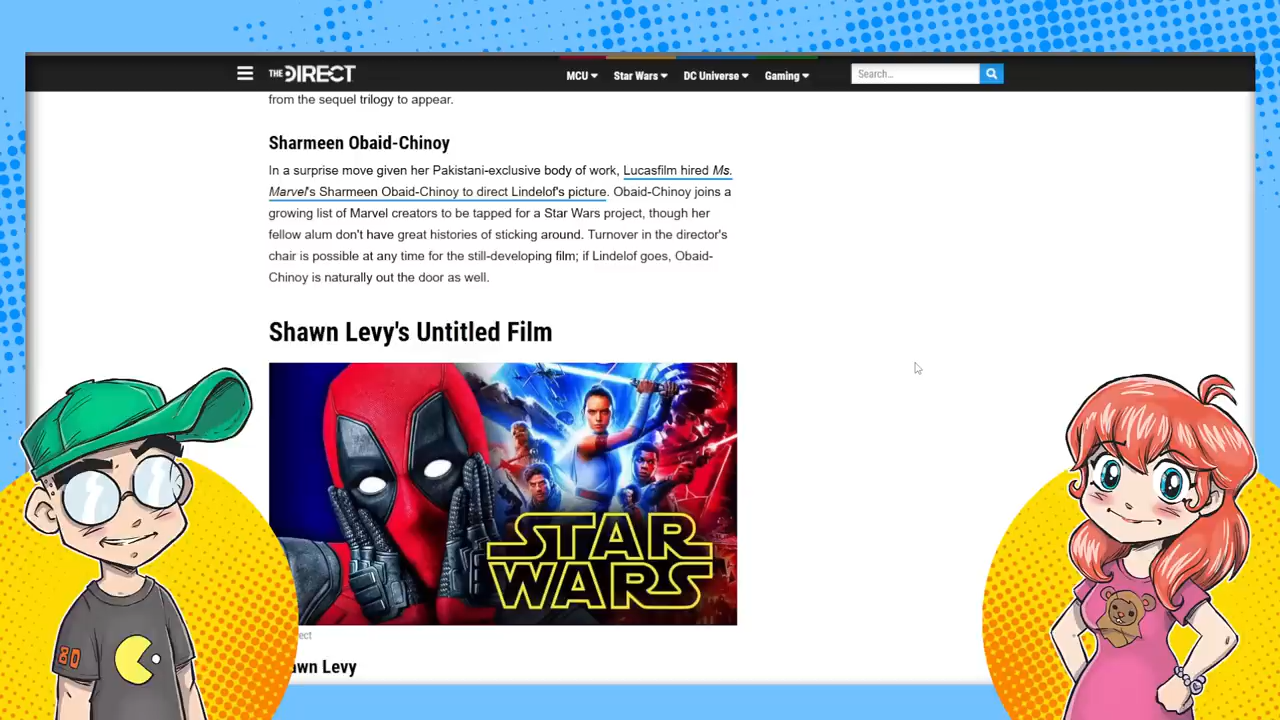 THE DIRECT
MCU Star Wars DC Universe Gaming Search...
from the sequel trilogy to appear.
Sharmeen Obaid-Chinoy
In a surprise move given her Pakistani-exclusive body of work, Lucasfilm hired Ms.
Marvel's Sharmeen Obaid-Chinoy to direct Lindelof's picture. Obaid-Chinoy joins a
growing list of Marvel creators to be tapped for a Star Wars project, though her
fellow alum don't have great histories of sticking around. Turnover in the director's
chair is possible at any time for the still-developing film; if Lindelof goes, Obaid-
Chinoy is naturally out the door as well.
Shawn Levy's Untitled Film
STAR
WARS
rect
awn Levy
80